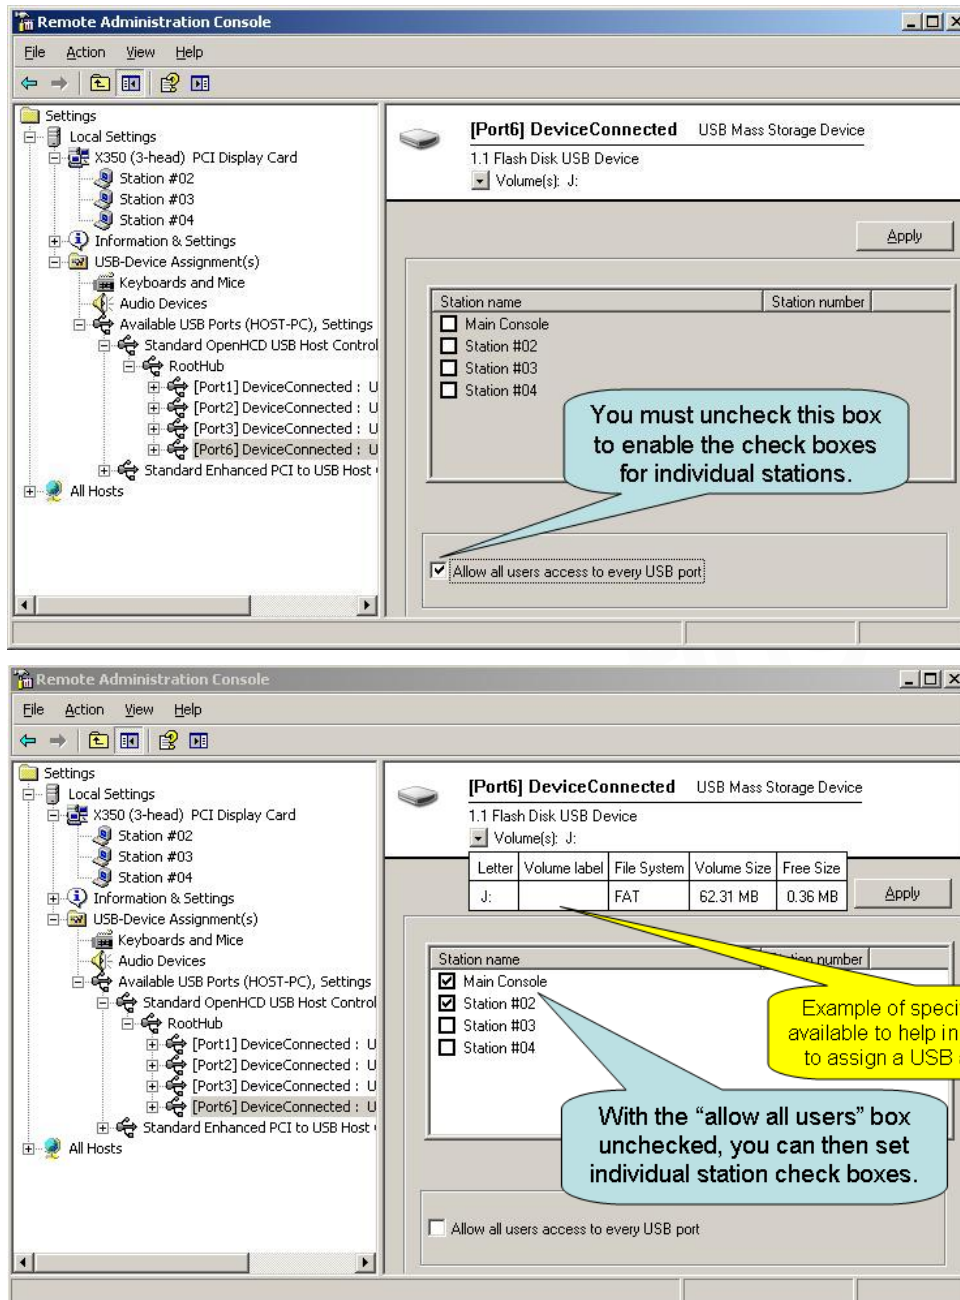 Remote Administration Console
File Action View Help
Settings
Local Settings
X350 (3-head) PCI Display Card
Station #02
Station #03
Station #04
Information & Settings
USB-Device Assignment(s)
Keyboards and Mice
Audio Devices
Available USB Ports (HOST-PC), Settings
Standard OpenHCD USB Host Control
RootHub
[Port1] DeviceConnected : U
[Port2] DeviceConnected : U
[Port3] DeviceConnected : U
[Port6] DeviceConnected : U
Standard Enhanced PCI to USB Host
All Hosts
[Port6] DeviceConnected USB Mass Storage Device
1.1 Flash Disk USB Device
Volume(s): J:
Apply
Station name Station number
Main Console
Station #02
Station #03
Station #04
You must uncheck this box
to enable the check boxes
for individual stations.
Allow all users access to every USB port
Remote Administration Console
File Action View Help
Settings
Local Settings
X350 (3-head) PCI Display Card
Station #02
Station #03
Station #04
Information & Settings
USB-Device Assignment(s)
Keyboards and Mice
Audio Devices
Available USB Ports (HOST-PC), Settings
Standard OpenHCD USB Host Control
RootHub
[Port1] DeviceConnected : U
[Port2] DeviceConnected : U
[Port3] DeviceConnected : U
[Port6] DeviceConnected : U
Standard Enhanced PCI to USB Host
All Hosts
[Port6] DeviceConnected USB Mass Storage Device
1.1 Flash Disk USB Device
Volume(s): J:
Letter Volume label File System Volume Size Free Size
J: FAT 62.31 MB 0.36 MB
Apply
Station name Station number
Main Console
Station #02
Station #03
Station #04
Example of speci
available to help in
to assign a USB
With the “allow all users” box
unchecked, you can then set
individual station check boxes.
Allow all users access to every USB port